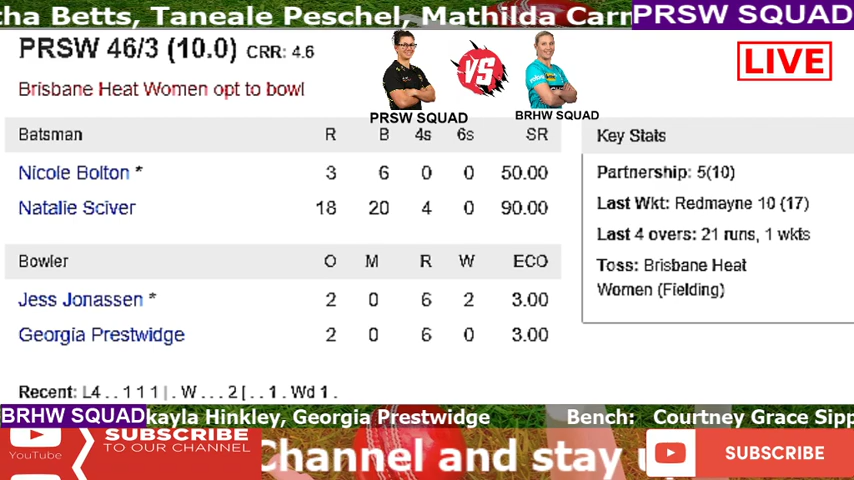 tha Betts, Taneale Peschel, Mathilda Carm PRSW SQUAD
PRSW 46/3 (10.0) CRR: 4.6
Brisbane Heat Women opt to bowl
VS
PRSW SQUAD
BRHW SQUAD
LIVE
Batsman R B 4s 6s SR
Nicole Bolton * 3 6 0 0 50.00
Natalie Sciver 18 20 4 0 90.00
Bowler O M R W ECO
Jess Jonassen * 2 0 6 2 3.00
Georgia Prestwidge 2 0 6 0 3.00
Recent: L4 . . 1 1 1 | . W . . . 2 [ . . 1 . Wd 1 .
Key Stats
Partnership: 5(10)
Last Wkt: Redmayne 10 (17)
Last 4 overs: 21 runs, 1 wkts
Toss: Brisbane Heat
Women (Fielding)
BRHW SQUAD kayla Hinkley, Georgia Prestwidge Bench: Courtney Grace Sipp
YouTube
SUBSCRIBE
TO OUR CHANNEL
Channel and stay u
SUBSCRIBE